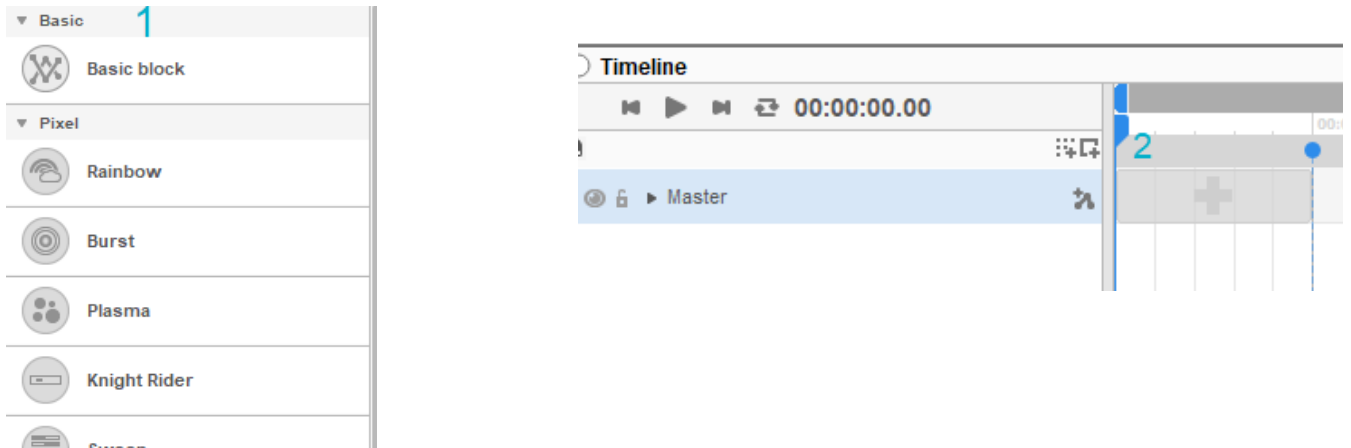 Basic 1
Basic block
Pixel
Rainbow
Burst
Plasma
Knight Rider
Timeline
00:00:00.00
2
Master